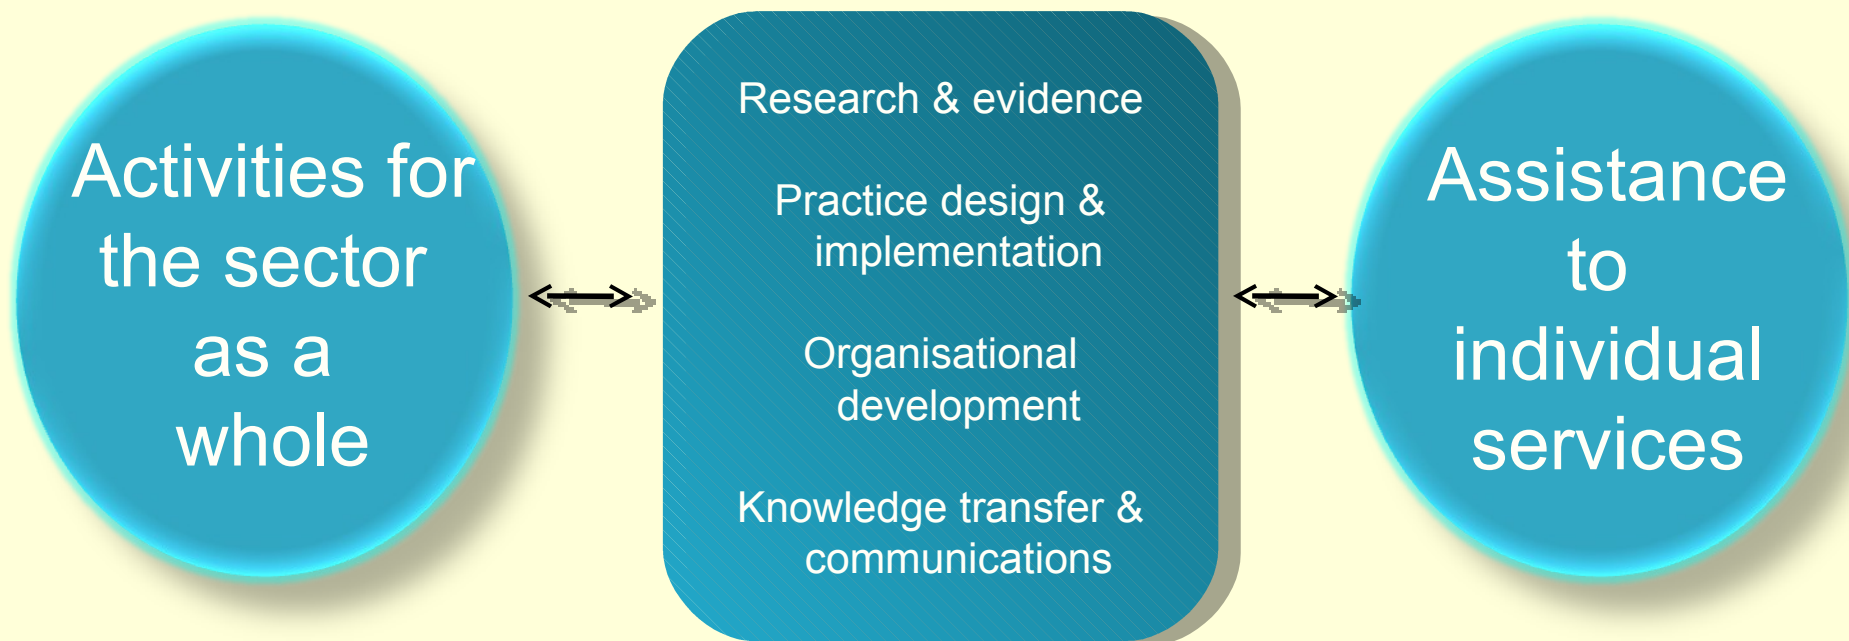 Activities for
the sector
as a
whole
Research & evidence
Practice design &
implementation
Organisational
development
Knowledge transfer &
communications
Assistance
to
individual
services